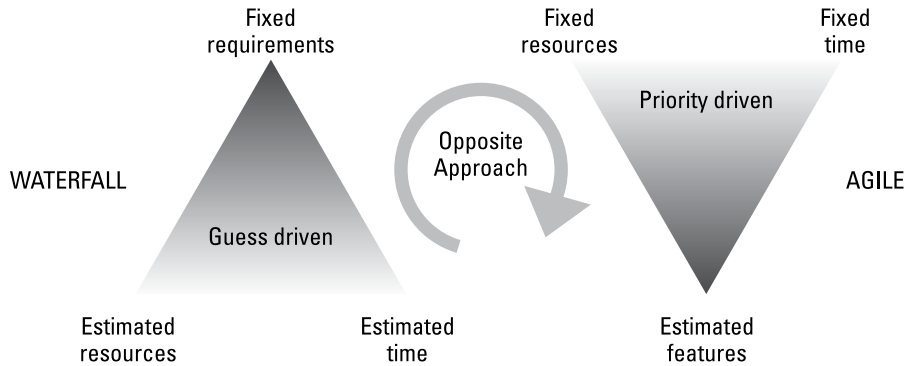 Fixed
requirements
Fixed
resources
Fixed
time
Priority driven
Opposite
Approach
WATERFALL
AGILE
Guess driven
Estimated
resources
Estimated
time
Estimated
features